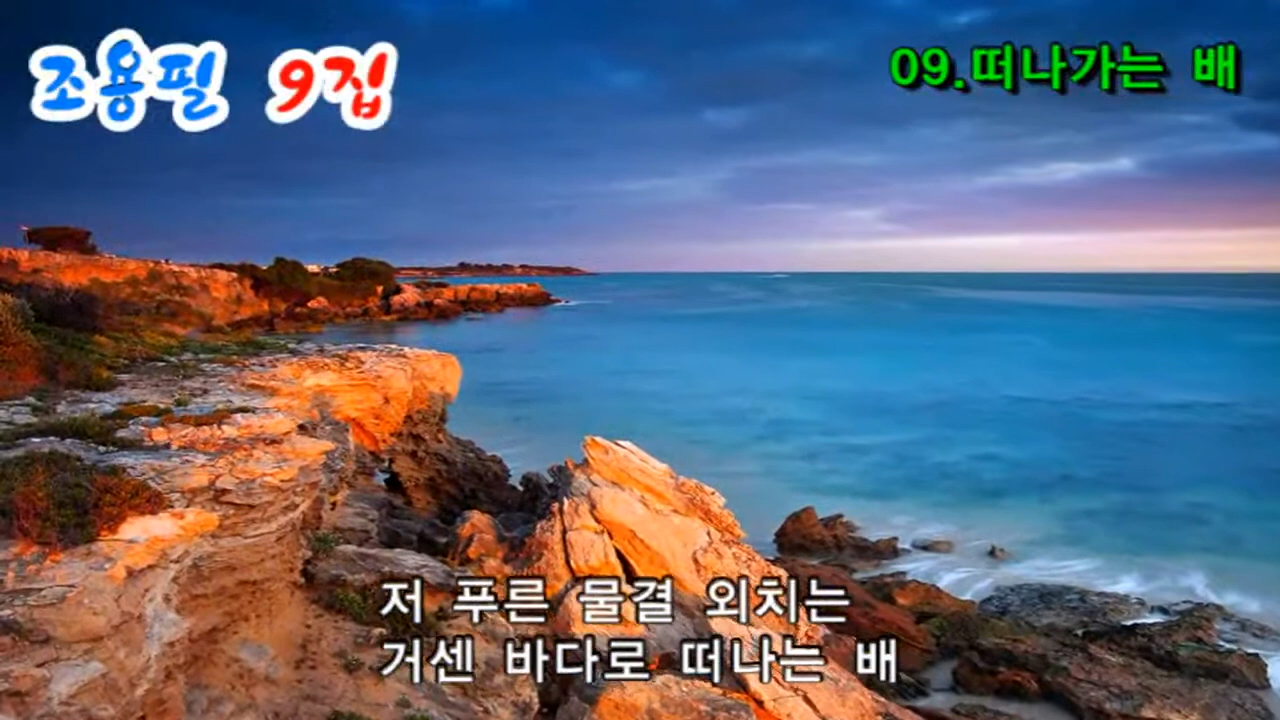 조용필 9집
09.떠나가는 배
저 푸른 물결 외치는
거센 바다로 떠나는 배